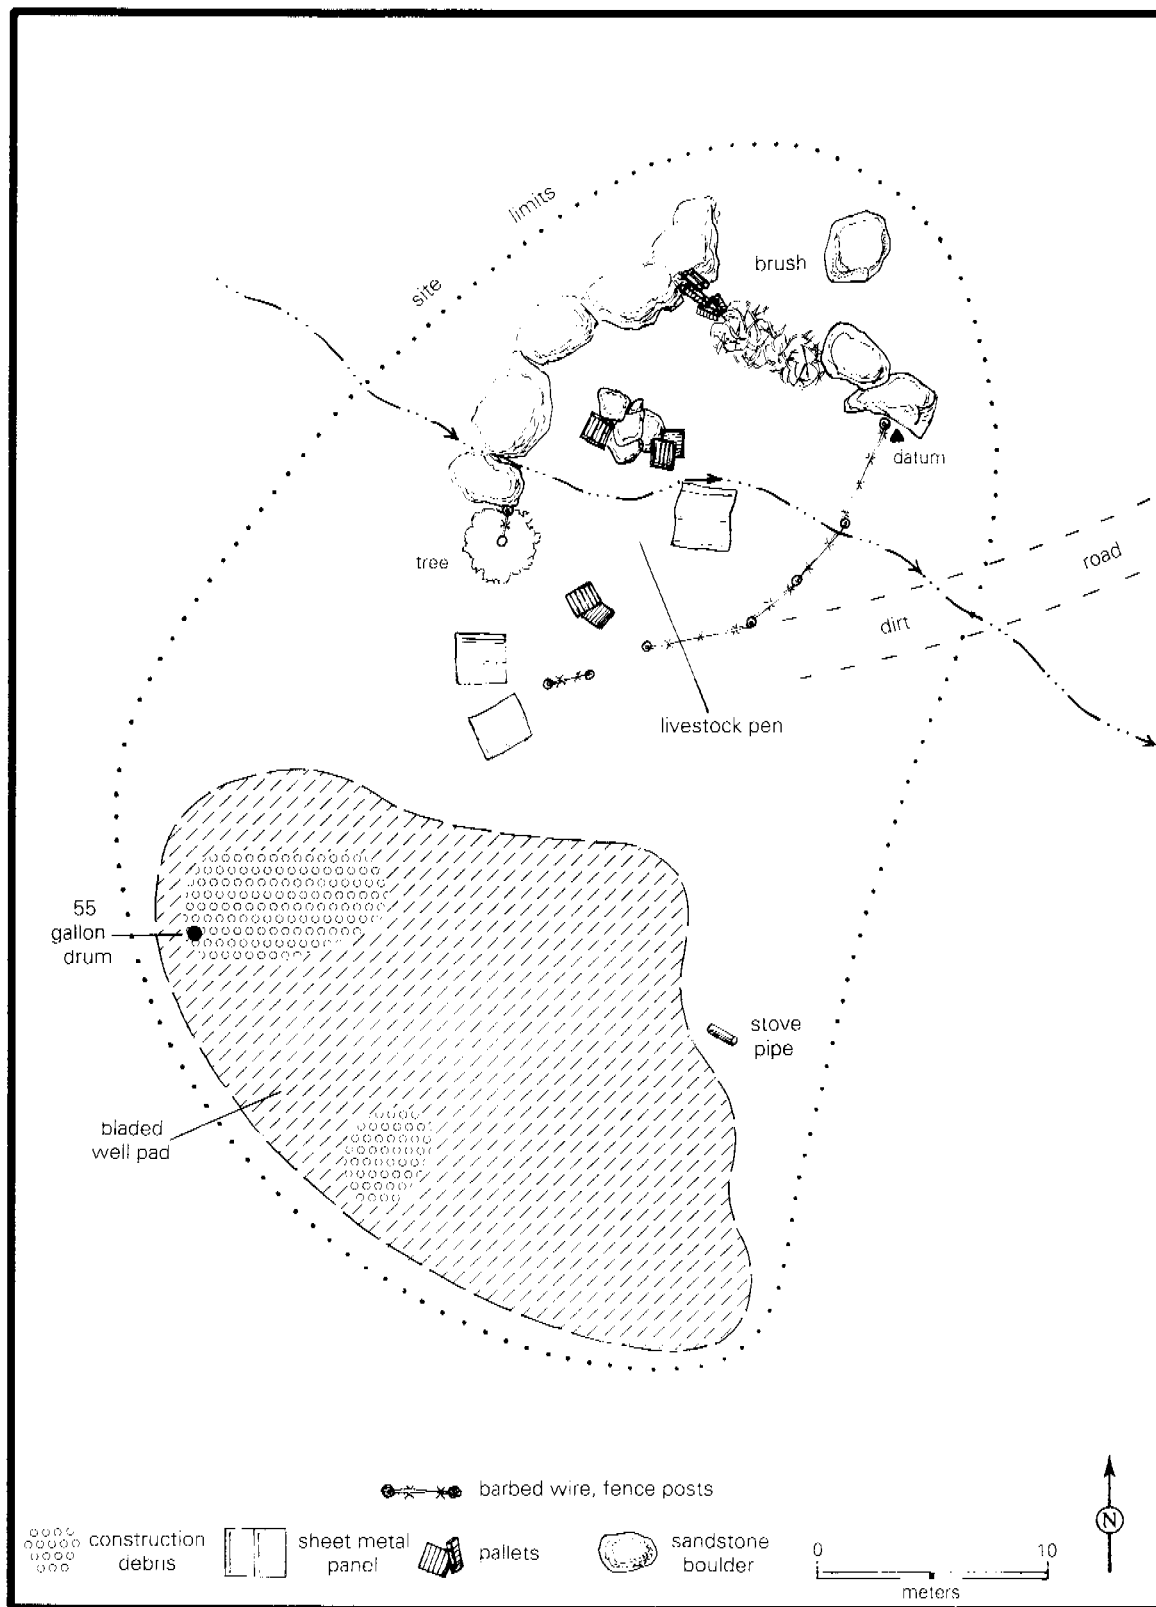 limits
site
brush
datum
tree
road
dirt
livestock pen
55
gallon
drum
stove
pipe
bladed
well pad
barbed wire, fence posts
construction
debris
sheet metal
panel
pallets
sandstone
boulder
0 10
meters
N